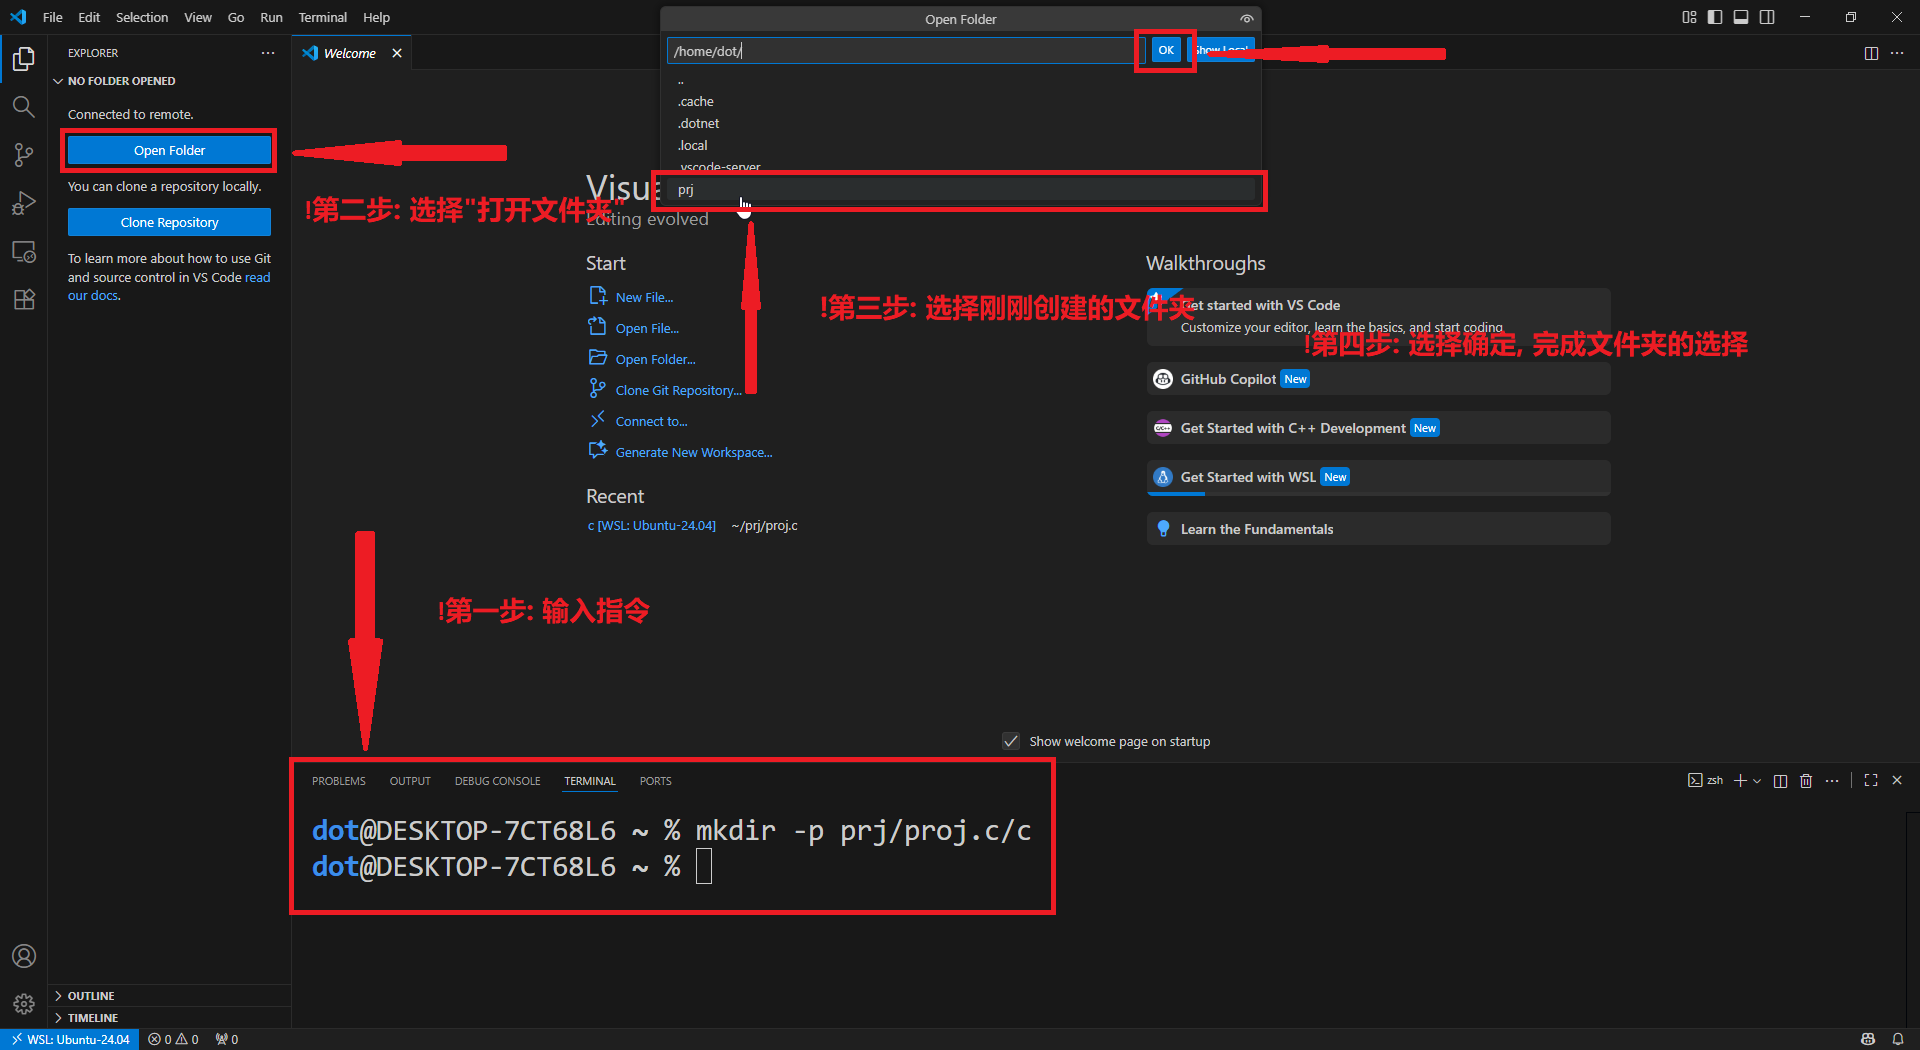 File Edit Selection View Go Run Terminal Help
Open Folder
EXPLORER
Welcome
/home/dot/
OK
Show Local
NO FOLDER OPENED
..
.cache
.dotnet
.local
.vscode-server
prj
Connected to remote.
Open Folder
You can clone a repository locally.
Clone Repository
To learn more about how to use Git
and source control in VS Code read
our docs.
!第二步: 选择"打开文件夹"
Visua
Editing evolved
Start
New File...
Open File...
Open Folder...
Clone Git Repository...
Connect to...
Generate New Workspace...
Recent
c [WSL: Ubuntu-24.04] ~/prj/proj.c
!第三步: 选择刚刚创建的文件夹
Walkthroughs
Get started with VS Code
Customize your editor, learn the basics, and start coding
!第四步: 选择确定, 完成文件夹的选择
GitHub Copilot New
Get Started with C++ Development New
Get Started with WSL New
Learn the Fundamentals
!第一步: 输入指令
Show welcome page on startup
PROBLEMS OUTPUT DEBUG CONSOLE TERMINAL PORTS
zsh
dot@DESKTOP-7CT68L6 ~ % mkdir -p prj/proj.c/c
dot@DESKTOP-7CT68L6 ~ %
OUTLINE
TIMELINE
WSL: Ubuntu-24.04 0 0 0